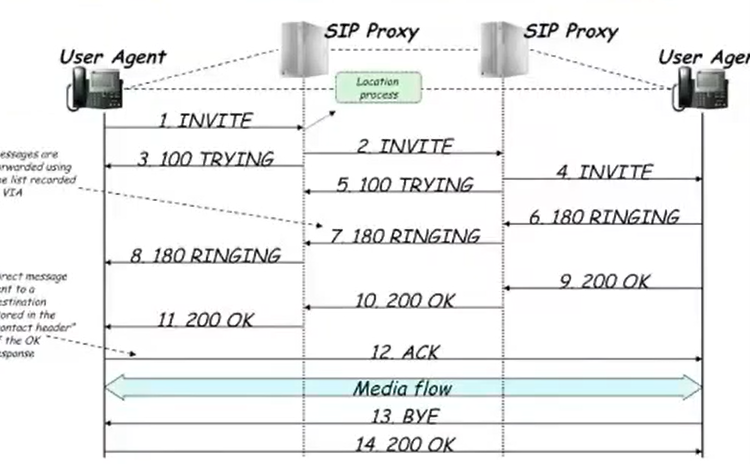 SIP Proxy
SIP Proxy
User Agent
User Agen
Location
process
1. INVITE
2. INVITE
3. 100 TRYING
essages are
rwarded using
e list recorded
VIA
4. INVITE
5. 100 TRYING
6. 180 RINGING
7. 180 RINGING
8. 180 RINGING
rect message
nt to a
estination
ored in the
ontact header"
f the OK
sponse
9. 200 OK
10. 200 OK
11. 200 OK
12. ACK
Media flow
13. BYE
14. 200 OK